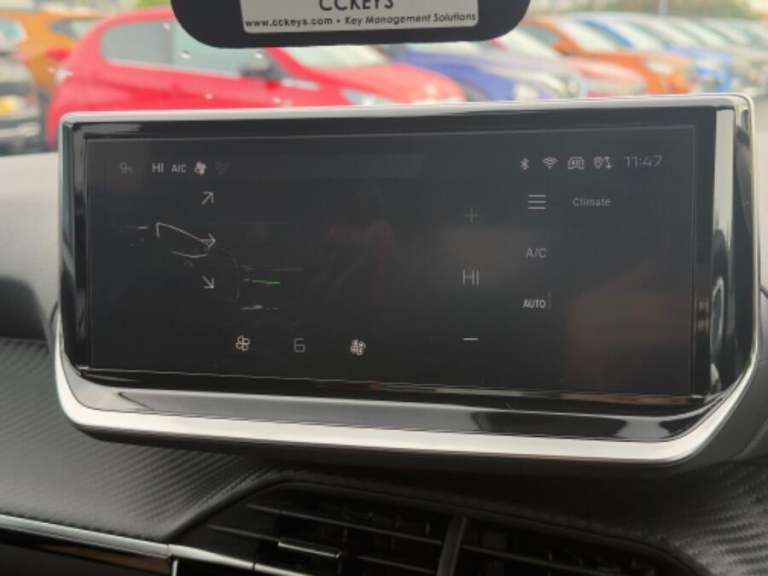 CCKEYS
www.cckeys.com • Key Management Solutions
HI A/C 11:47
Climate
A/C
HI
AUTO
6